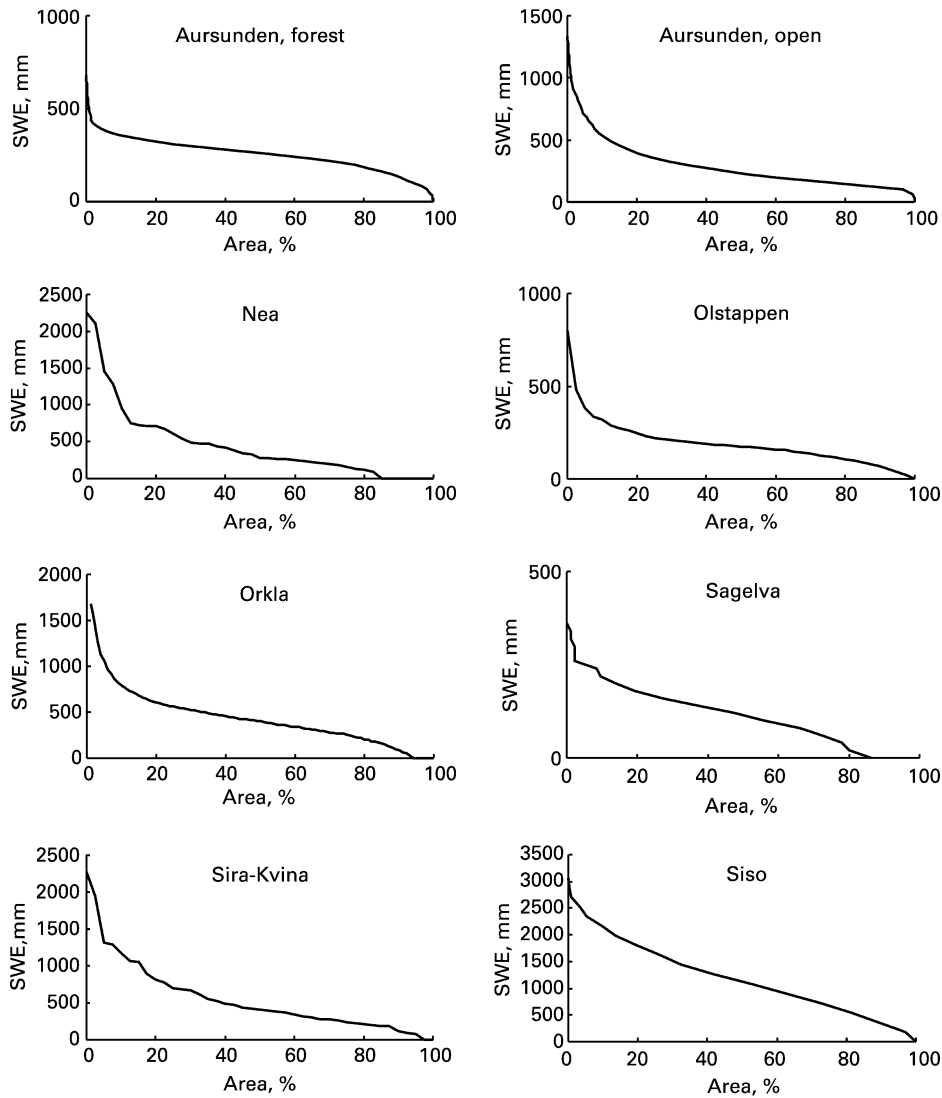 Aursunden, forest
SWE, mm
1000
500
0
0 20 40 60 80 100
Area, %
Aursunden, open
SWE, mm
1500
1000
500
0
0 20 40 60 80 100
Area, %
Nea
SWE, mm
2500
2000
1500
1000
500
0
0 20 40 60 80 100
Area, %
Olstappen
SWE, mm
1000
500
0
0 20 40 60 80 100
Area, %
Orkla
SWE,mm
2000
1500
1000
500
0
0 20 40 60 80 100
Area, %
Sagelva
SWE, mm
500
0
0 20 40 60 80 100
Area, %
Sira-Kvina
SWE,mm
2500
2000
1500
1000
500
0
0 20 40 60 80 100
Area, %
Siso
SWE, mm
3500
3000
2500
2000
1500
1000
500
0
0 20 40 60 80 100
Area, %